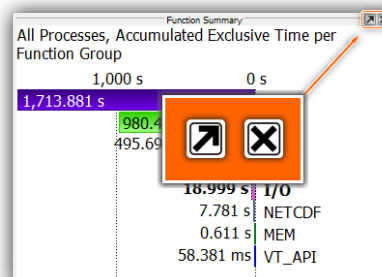 Function Summary
All Processes, Accumulated Exclusive Time per
Function Group
1,000 s 0 s
1,713.881 s
980.4
495.69
18.999 s I/O
7.781 s NETCDF
0.611 s MEM
58.381 ms VT_API